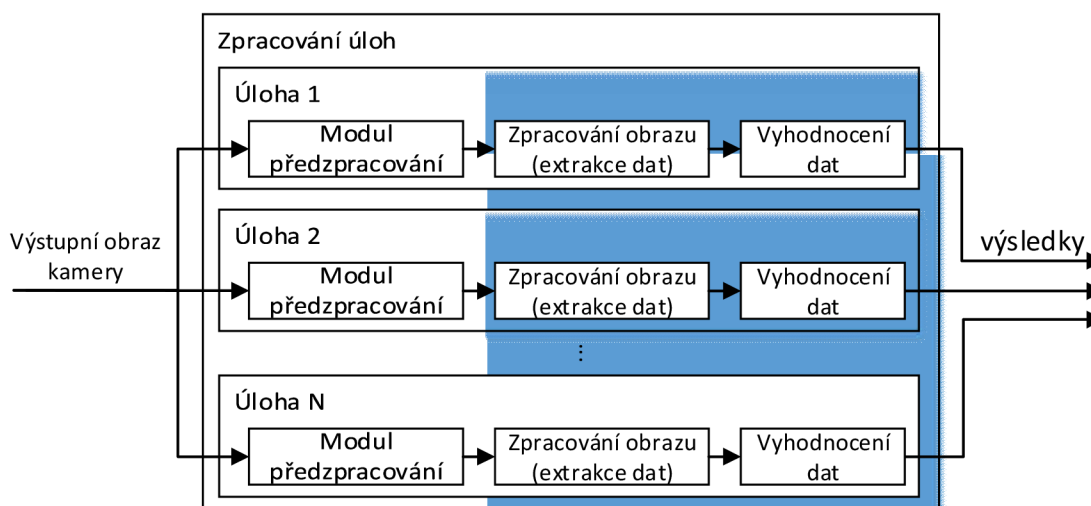 Zpracování úloh
Úloha 1
Modul
předzpracování
Zpracování obrazu
(extrakce dat)
Vyhodnocení
dat
Výstupní obraz
kamery
Úloha 2
Modul
předzpracování
Zpracování obrazu
(extrakce dat)
Vyhodnocení
dat
výsledky
...
Úloha N
Modul
předzpracování
Zpracování obrazu
(extrakce dat)
Vyhodnocení
dat